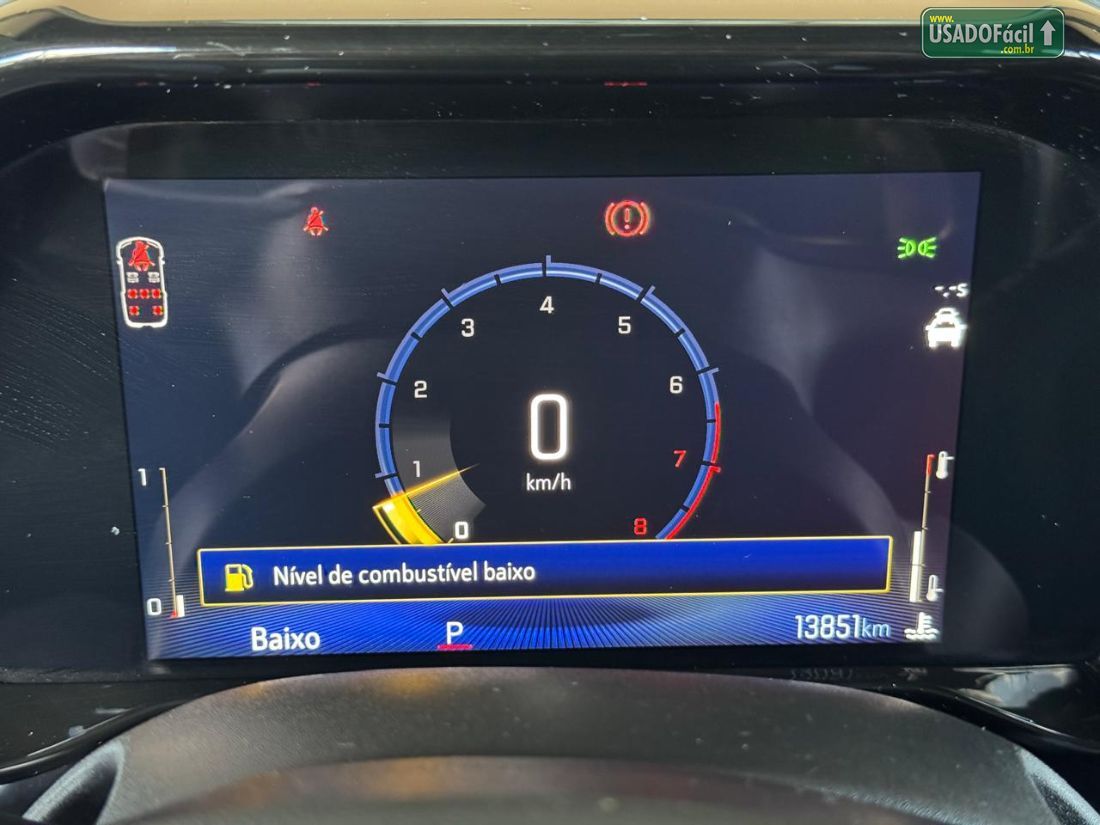 www.
USADOFácil
.com.br
-.-s
4
3
5
2
6
0
km/h
1
7
1
0
8
Nível de combustível baixo
0
Baixo
P
13851km